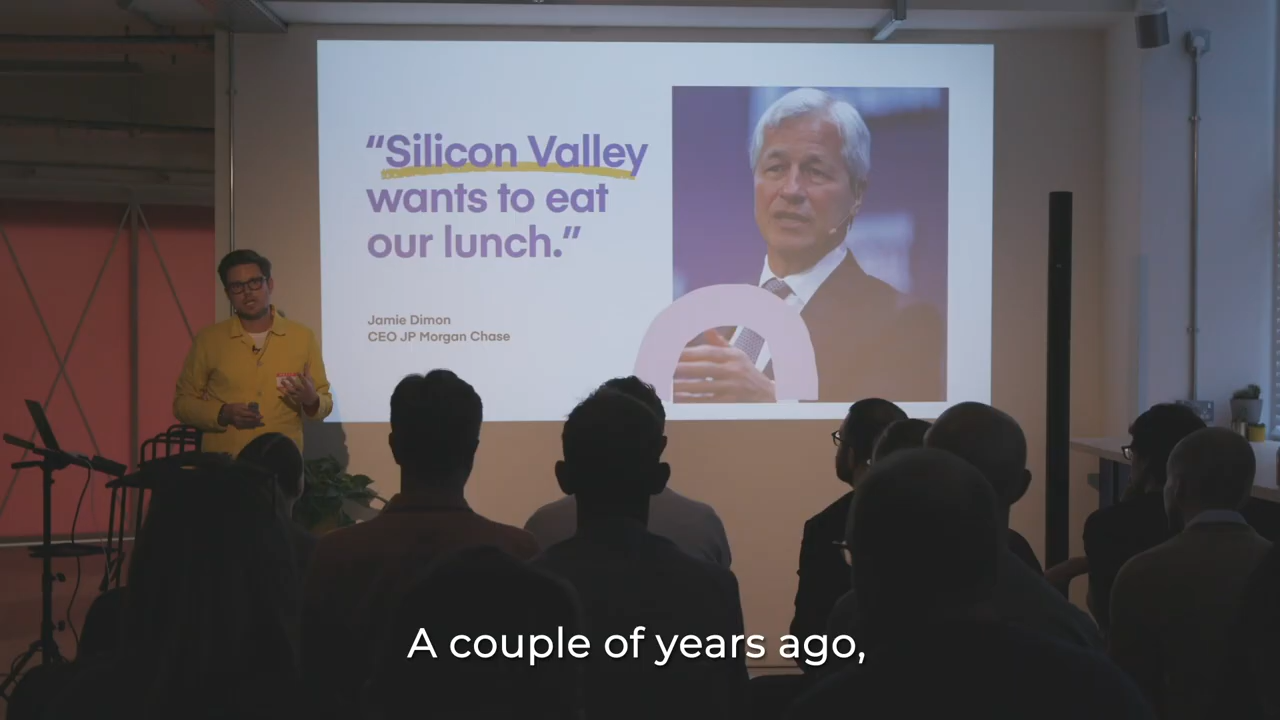 “Silicon Valley
wants to eat
our lunch.”
Jamie Dimon
CEO JP Morgan Chase
A couple of years ago,